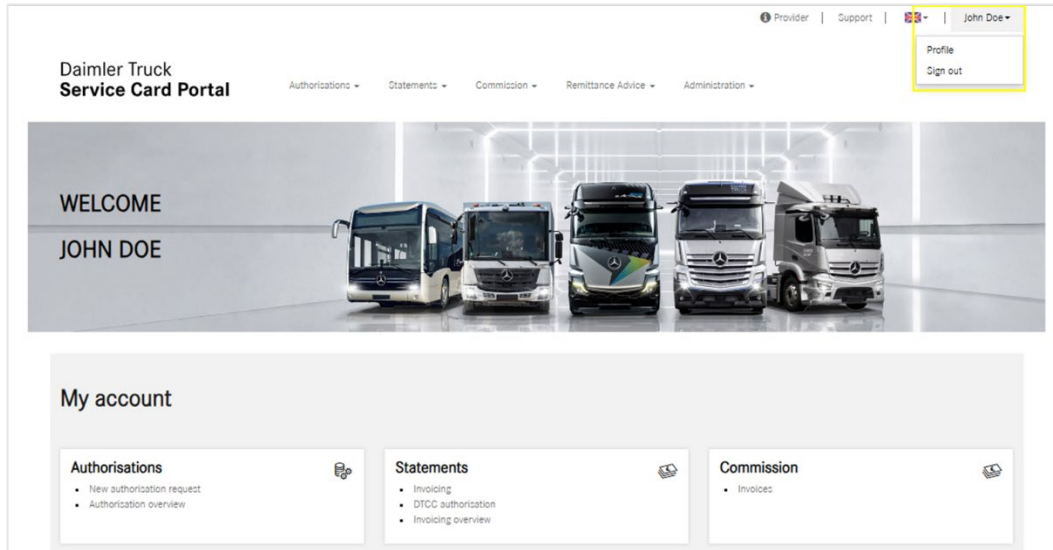 Provider | Support | John Doe
Profile
Sign out
Daimler Truck
Service Card Portal
Authorisations Statements Commission Remittance Advice Administration
WELCOME
JOHN DOE
My account
Authorisations
New authorisation request
Authorisation overview
Statements
Invoicing
DTCC authorisation
Invoicing overview
Commission
Invoices